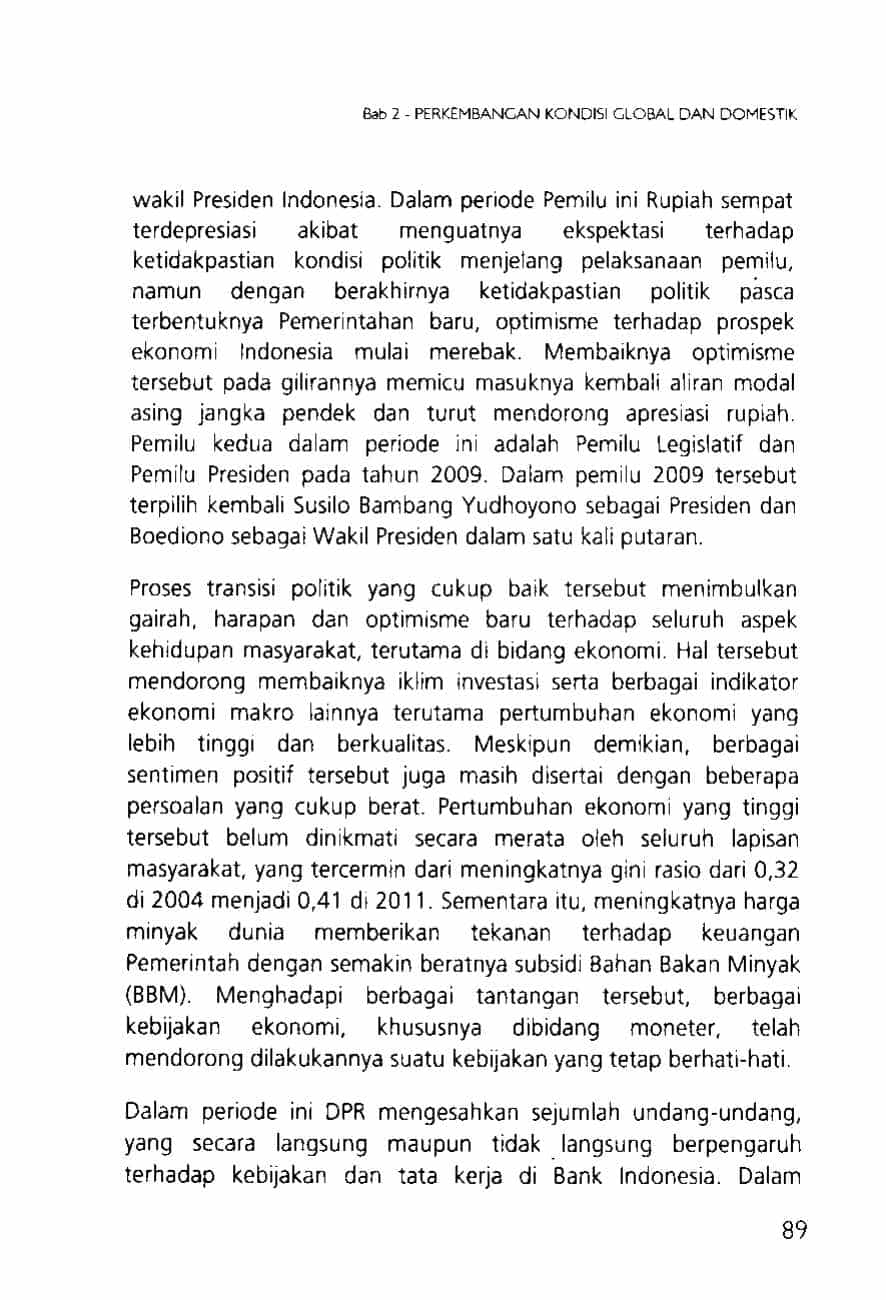 Bab 2 - PERKEMBANGAN KONDISI GLOBAL DAN DOMESTIK
wakil Presiden Indonesia. Dalam periode Pemilu ini Rupiah sempat
terdepresiasi akibat menguatnya ekspektasi terhadap
ketidakpastian kondisi politik menjelang pelaksanaan pemilu,
namun dengan berakhirnya ketidakpastian politik pasca
terbentuknya Pemerintahan baru, optimisme terhadap prospek
ekonomi Indonesia mulai merebak. Membaiknya optimisme
tersebut pada gilirannya memicu masuknya kembali aliran modal
asing jangka pendek dan turut mendorong apresiasi rupiah.
Pemilu kedua dalam periode ini adalah Pemilu Legislatif dan
Pemilu Presiden pada tahun 2009. Dalam pemilu 2009 tersebut
terpilih kembali Susilo Bambang Yudhoyono sebagai Presiden dan
Boediono sebagai Wakil Presiden dalam satu kali putaran.
Proses transisi politik yang cukup baik tersebut menimbulkan
gairah, harapan dan optimisme baru terhadap seluruh aspek
kehidupan masyarakat, terutama di bidang ekonomi. Hal tersebut
mendorong membaiknya iklim investasi serta berbagai indikator
ekonomi makro lainnya terutama pertumbuhan ekonomi yang
lebih tinggi dan berkualitas. Meskipun demikian, berbagai
sentimen positif tersebut juga masih disertai dengan beberapa
persoalan yang cukup berat. Pertumbuhan ekonomi yang tinggi
tersebut belum dinikmati secara merata oleh seluruh lapisan
masyarakat, yang tercermin dari meningkatnya gini rasio dari 0,32
di 2004 menjadi 0,41 di 2011. Sementara itu, meningkatnya harga
minyak dunia memberikan tekanan terhadap keuangan
Pemerintah dengan semakin beratnya subsidi Bahan Bakan Minyak
(BBM). Menghadapi berbagai tantangan tersebut, berbagai
kebijakan ekonomi, khususnya dibidang moneter, telah
mendorong dilakukannya suatu kebijakan yang tetap berhati-hati.
Dalam periode ini DPR mengesahkan sejumlah undang-undang,
yang secara langsung maupun tidak langsung berpengaruh
terhadap kebijakan dan tata kerja di Bank Indonesia. Dalam
89